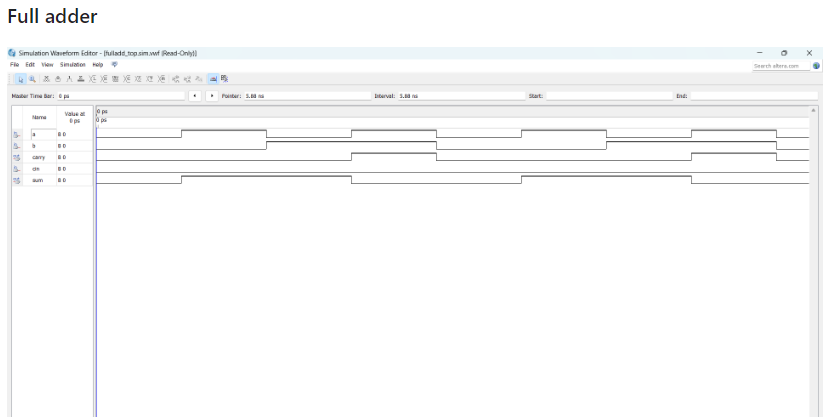 Full adder
Simulation Waveform Editor - [fulladd_top.sim.vwf (Read-Only)]
File Edit View Simulation Help
Search altera.com
Master Time Bar: 0 ps Pointer: 3.88 ns Interval: 3.88 ns Start: End:
Name Value at 0 ps
0 ps
0 ps
a B 0
b B 0
carry B 0
cin B 0
sum B 0